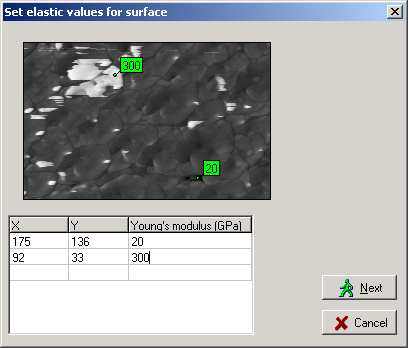 Set elastic values for surface
300
20
X Y Young's modulus (GPa)
175 136 20
92 33 300
Next
Cancel